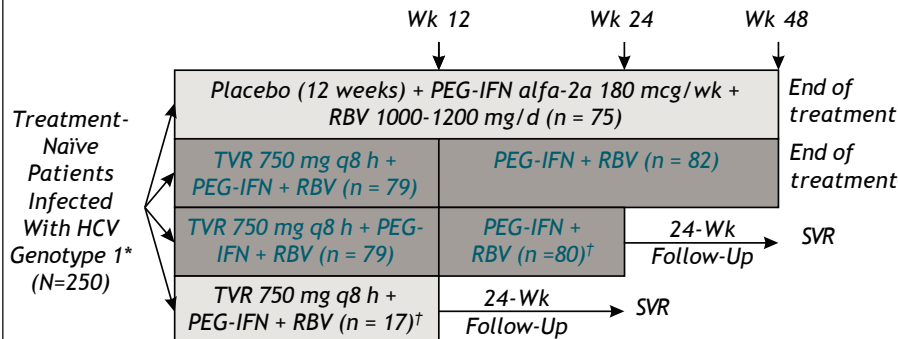 Wk 12
Wk 24
Wk 48
Treatment-
Naïve
Patients
Infected
With HCV
Genotype 1*
(N=250)
Placebo (12 weeks) + PEG-IFN alfa-2a 180 mcg/wk +
RBV 1000-1200 mg/d (n = 75)
End of
treatment
TVR 750 mg q8 h +
PEG-IFN + RBV (n = 79)
PEG-IFN + RBV (n = 82)
End of
treatment
TVR 750 mg q8 h + PEG-
IFN + RBV (n = 79)
PEG-IFN +
RBV (n =80)†
24-Wk
Follow-Up
SVR
TVR 750 mg q8 h +
PEG-IFN + RBV (n = 17)†
24-Wk
Follow-Up
SVR